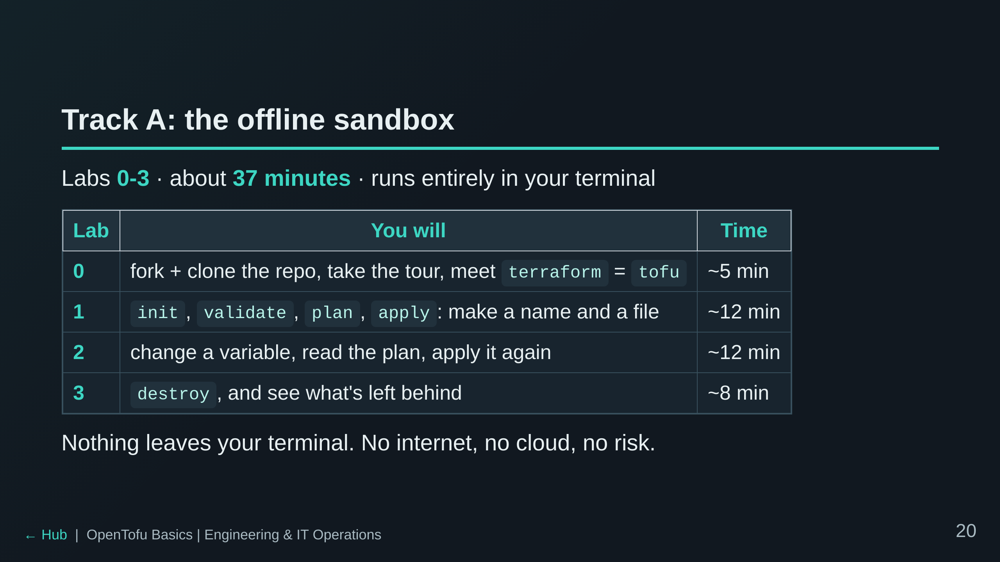 Track A: the offline sandbox
Labs 0-3 · about 37 minutes · runs entirely in your terminal
Lab You will Time
0 fork + clone the repo, take the tour, meet terraform = tofu ~5 min
1 init, validate, plan, apply: make a name and a file ~12 min
2 change a variable, read the plan, apply it again ~12 min
3 destroy, and see what's left behind ~8 min
Nothing leaves your terminal. No internet, no cloud, no risk.
← Hub | OpenTofu Basics | Engineering & IT Operations
20